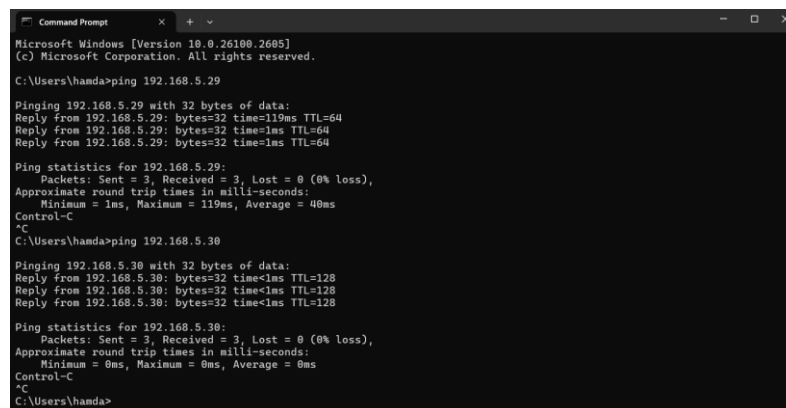 Command Prompt
Microsoft Windows [Version 10.0.26100.2605]
(c) Microsoft Corporation. All rights reserved.
C:\Users\hamda>ping 192.168.5.29
Pinging 192.168.5.29 with 32 bytes of data:
Reply from 192.168.5.29: bytes=32 time=119ms TTL=64
Reply from 192.168.5.29: bytes=32 time=1ms TTL=64
Reply from 192.168.5.29: bytes=32 time=1ms TTL=64
Ping statistics for 192.168.5.29:
    Packets: Sent = 3, Received = 3, Lost = 0 (0% loss),
Approximate round trip times in milli-seconds:
    Minimum = 1ms, Maximum = 119ms, Average = 40ms
Control-C
^C
C:\Users\hamda>ping 192.168.5.30
Pinging 192.168.5.30 with 32 bytes of data:
Reply from 192.168.5.30: bytes=32 time<1ms TTL=128
Reply from 192.168.5.30: bytes=32 time<1ms TTL=128
Reply from 192.168.5.30: bytes=32 time<1ms TTL=128
Ping statistics for 192.168.5.30:
    Packets: Sent = 3, Received = 3, Lost = 0 (0% loss),
Approximate round trip times in milli-seconds:
    Minimum = 0ms, Maximum = 0ms, Average = 0ms
Control-C
^C
C:\Users\hamda>